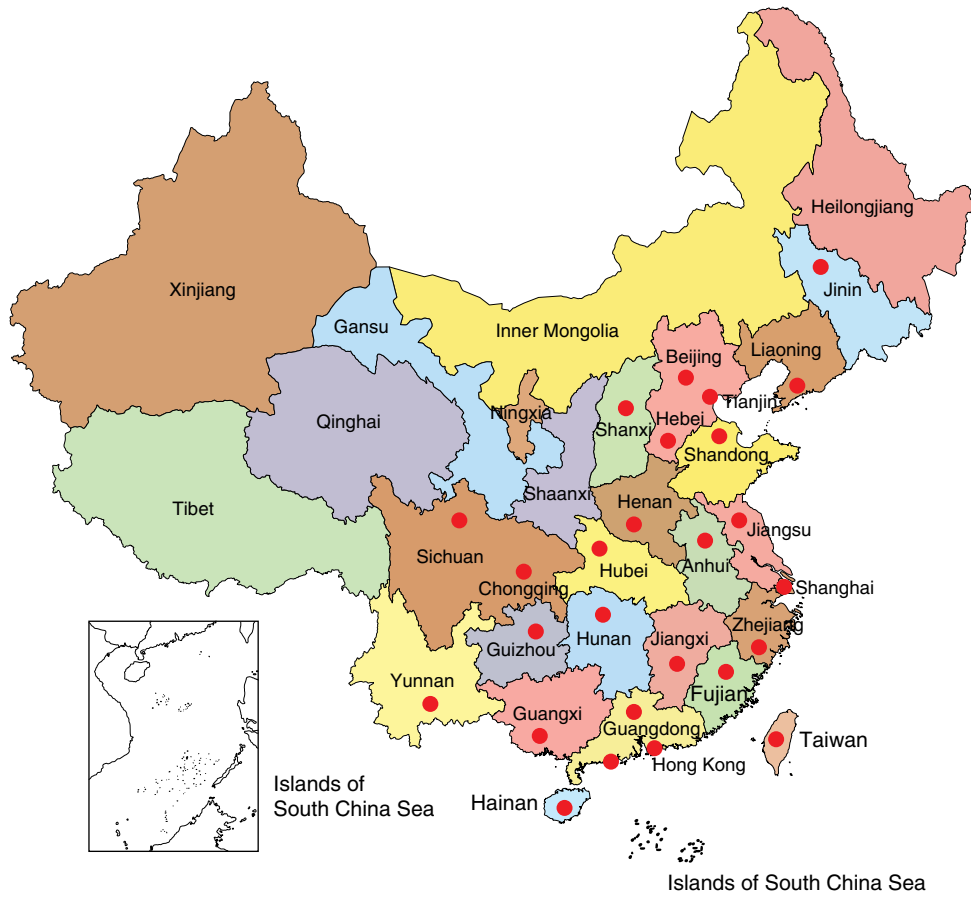 Heilongjiang
Jinin
Xinjiang
Gansu
Inner Mongolia
Liaoning
Beijing
Tianjin
Ningxia
Qinghai
Shanxi
Hebei
Shandong
Shaanxi
Henan
Tibet
Jiangsu
Sichuan
Anhui
Hubei
Chongqing
Shanghai
Zhejiang
Hunan
Jiangxi
Guizhou
Yunnan
Fujian
Guangxi
Guangdong
Taiwan
Hong Kong
Islands of
South China Sea
Hainan
Islands of South China Sea